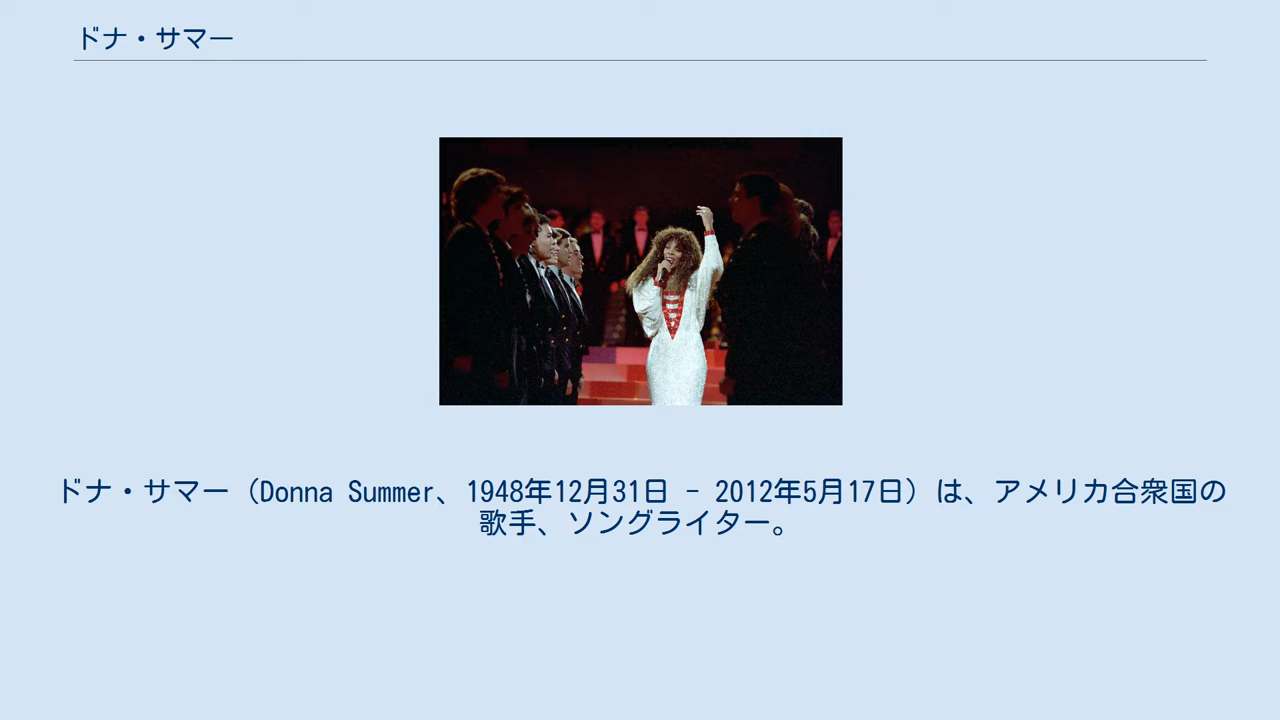 ドナ・サマー
ドナ・サマー（Donna Summer、1948年12月31日 - 2012年5月17日）は、アメリカ合衆国の
歌手、ソングライター。